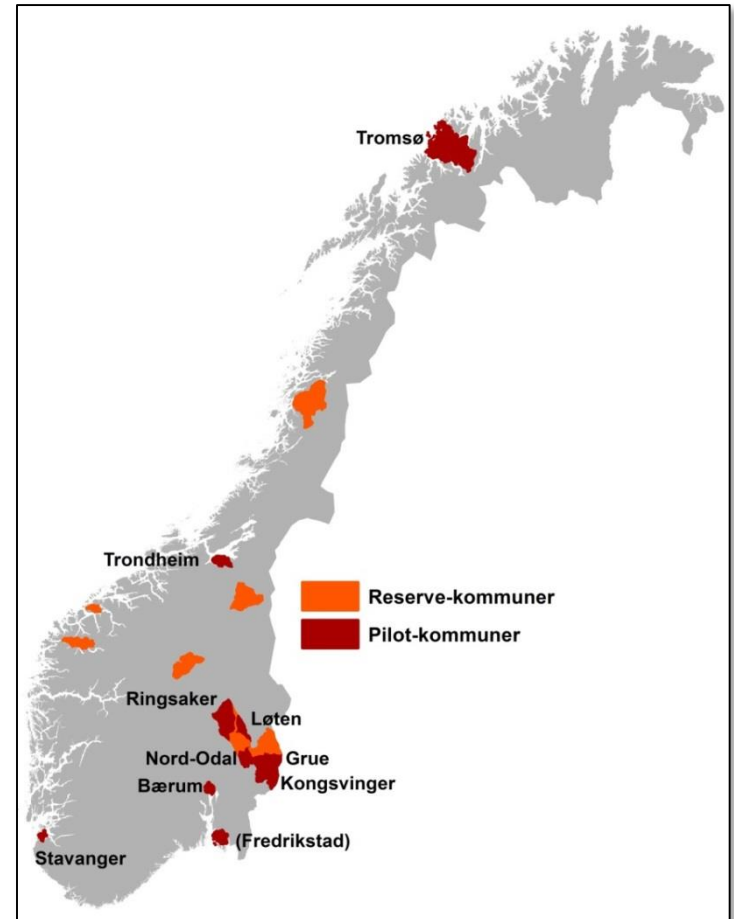 Tromsø
Trondheim
Reserve-kommuner
Pilot-kommuner
Ringsaker
Løten
Nord-Odal
Grue
Bærum
Kongsvinger
(Fredrikstad)
Stavanger